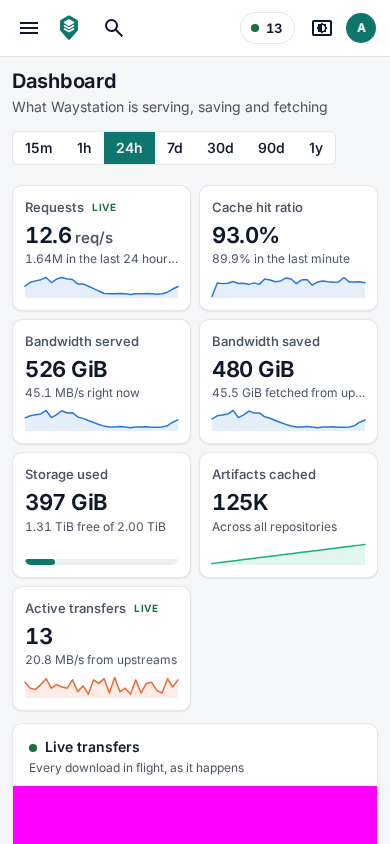 13
A
Dashboard
What Waystation is serving, saving and fetching
15m 1h 24h 7d 30d 90d 1y
Requests LIVE
12.6 req/s
1.64M in the last 24 hour...
Cache hit ratio
93.0%
89.9% in the last minute
Bandwidth served
526 GiB
45.1 MB/s right now
Bandwidth saved
480 GiB
45.5 GiB fetched from up...
Storage used
397 GiB
1.31 TiB free of 2.00 TiB
Artifacts cached
125K
Across all repositories
Active transfers LIVE
13
20.8 MB/s from upstreams
Live transfers
Every download in flight, as it happens